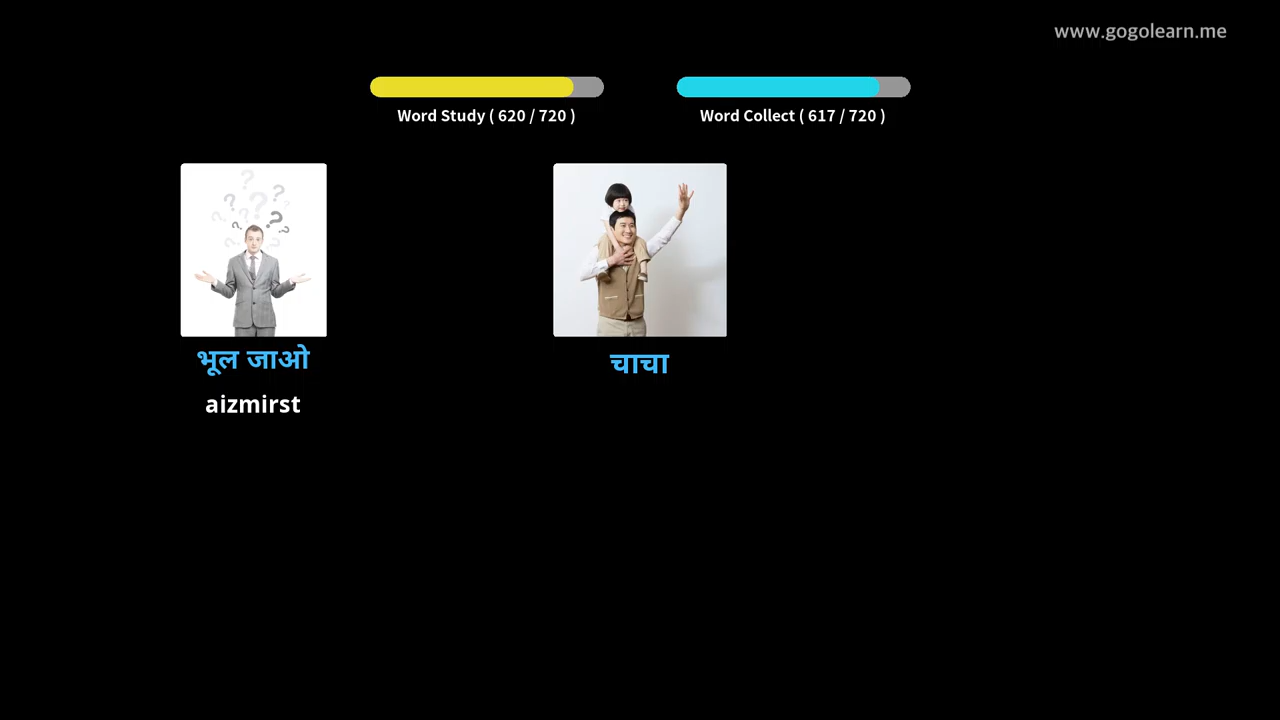 www.gogolearn.me
Word Study ( 620 / 720 )
Word Collect ( 617 / 720 )
भूल जाओ
चाचा
aizmirst